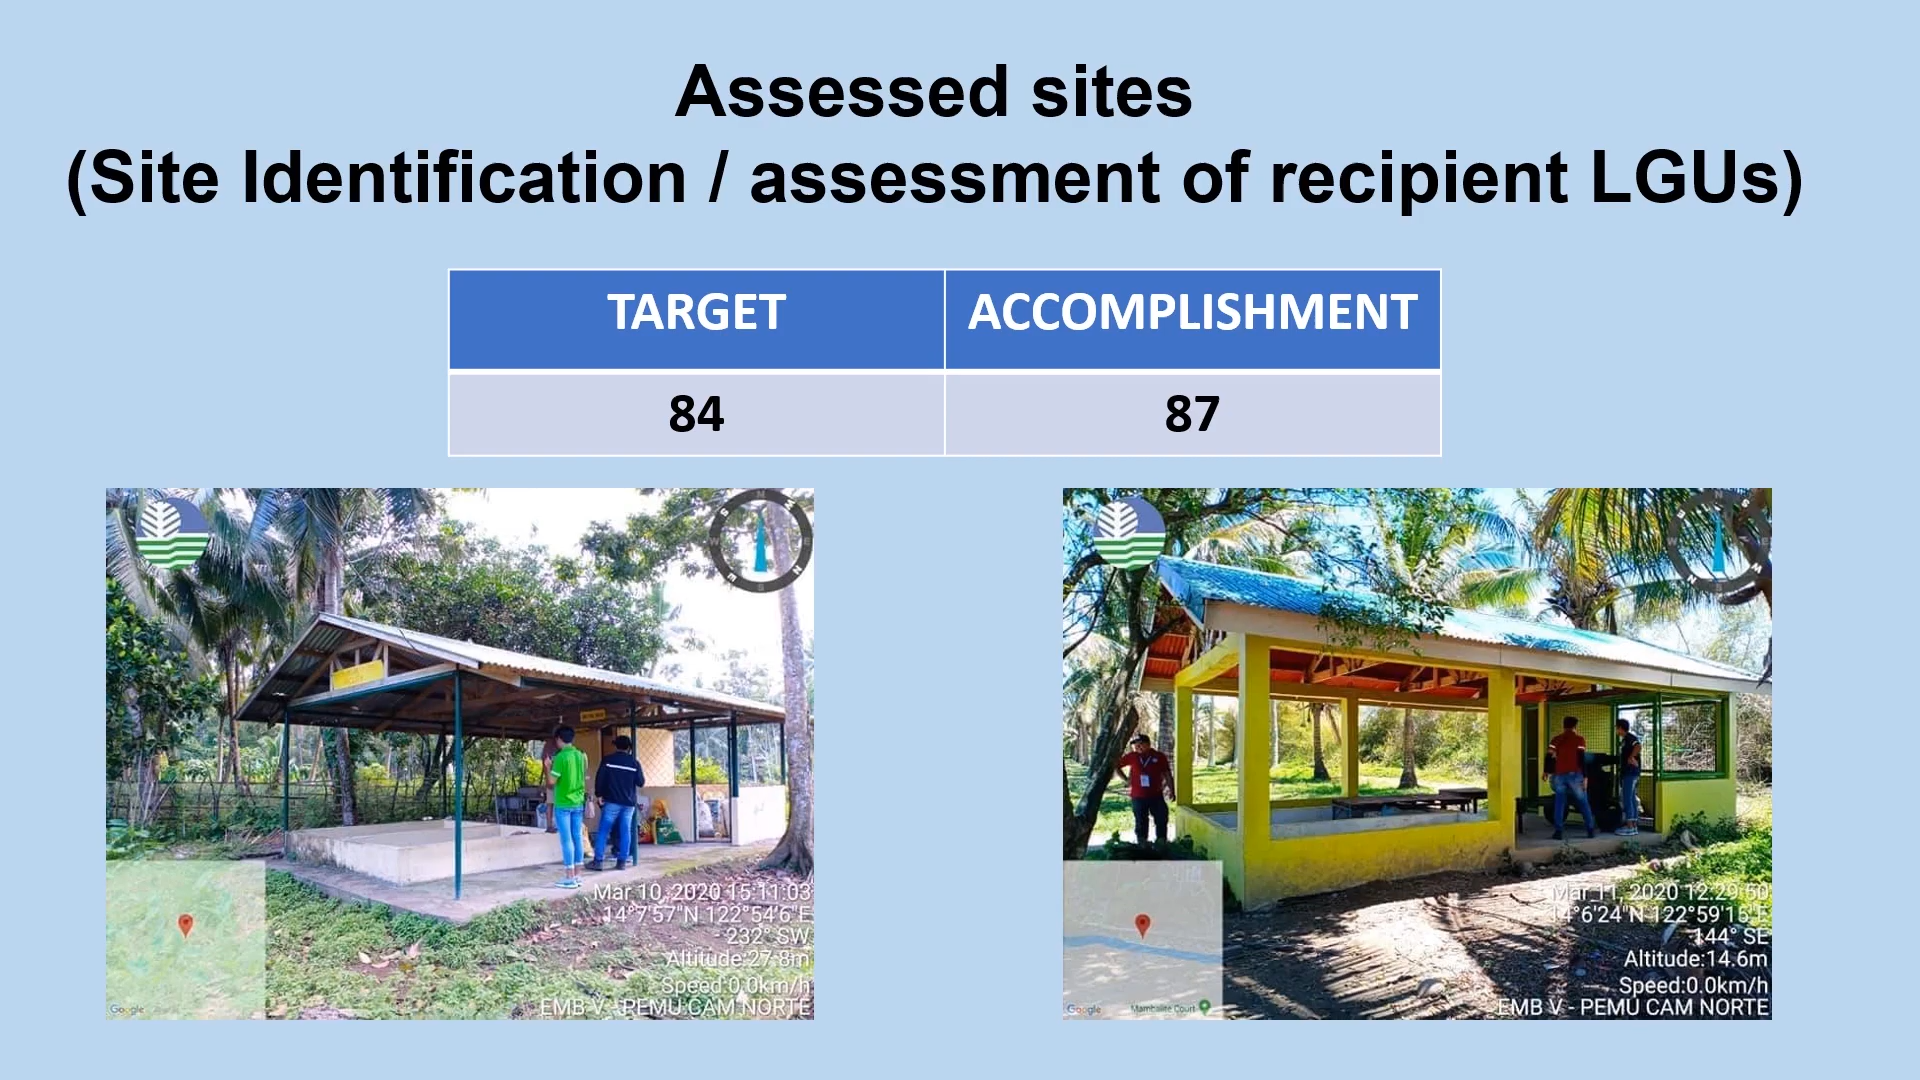 Assessed sites
(Site Identification / assessment of recipient LGUs)
TARGET
ACCOMPLISHMENT
84
87
Mar 10, 2020 15:11:03
14°7'57"N 122°54'6"E
232° SW
Altitude:27.8m
Speed:0.0km/h
EMB V - PEMU CAM NORTE
Google
Mar 11, 2020 12:29:50
14°6'24"N 122°59'15"E
144° SE
Altitude:14.6m
Speed:0.0km/h
EMB V - PEMU CAM NORTE
Google
Mambalite Court